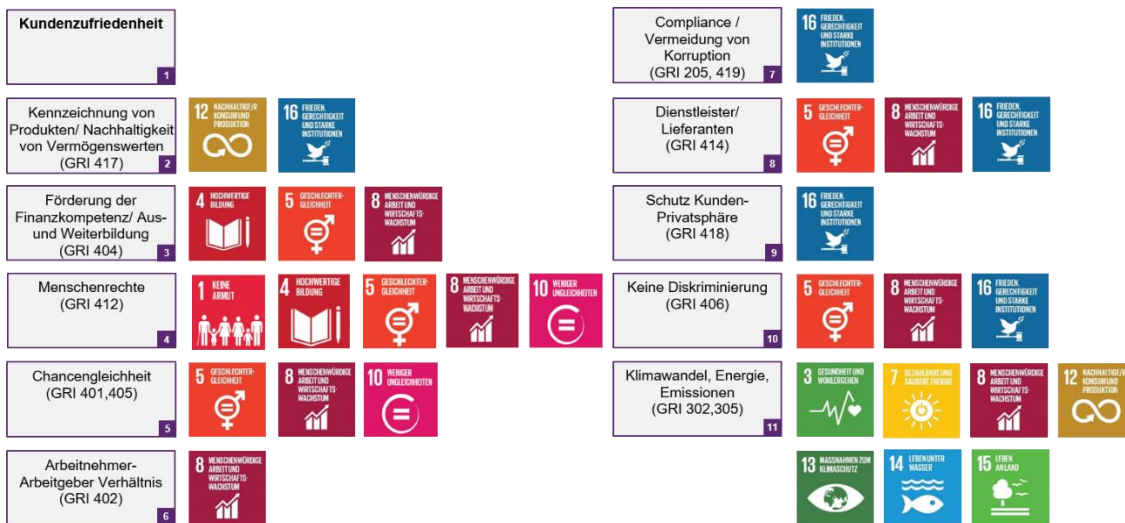 Kundenzufriedenheit
1
Kennzeichnung von
Produkten/ Nachhaltigkeit
von Vermögenswerten
(GRI 417)
2
12 NACHHALTIGE/R
KONSUM UND
PRODUKTION
16 FRIEDEN,
GERECHTIGKEIT
UND STARKE
INSTITUTIONEN
Förderung der
Finanzkompetenz/ Aus-
und Weiterbildung
(GRI 404)
3
4 HOCHWERTIGE
BILDUNG
5 GESCHLECHTER-
GLEICHHEIT
8 MENSCHENWÜRDIGE
ARBEIT UND
WIRTSCHAFTS-
WACHSTUM
Menschenrechte
(GRI 412)
4
1 KEINE
ARMUT
4 HOCHWERTIGE
BILDUNG
5 GESCHLECHTER-
GLEICHHEIT
8 MENSCHENWÜRDIGE
ARBEIT UND
WIRTSCHAFTS-
WACHSTUM
10 WENIGER
UNGLEICHHEITEN
Chancengleichheit
(GRI 401,405)
5
5 GESCHLECHTER-
GLEICHHEIT
8 MENSCHENWÜRDIGE
ARBEIT UND
WIRTSCHAFTS-
WACHSTUM
10 WENIGER
UNGLEICHHEITEN
Arbeitnehmer-
Arbeitgeber Verhältnis
(GRI 402)
6
8 MENSCHENWÜRDIGE
ARBEIT UND
WIRTSCHAFTS-
WACHSTUM
Compliance /
Vermeidung von
Korruption
(GRI 205, 419)
7
16 FRIEDEN,
GERECHTIGKEIT
UND STARKE
INSTITUTIONEN
Dienstleister/
Lieferanten
(GRI 414)
8
5 GESCHLECHTER-
GLEICHHEIT
8 MENSCHENWÜRDIGE
ARBEIT UND
WIRTSCHAFTS-
WACHSTUM
16 FRIEDEN,
GERECHTIGKEIT
UND STARKE
INSTITUTIONEN
Schutz Kunden-
Privatsphäre
(GRI 418)
9
16 FRIEDEN,
GERECHTIGKEIT
UND STARKE
INSTITUTIONEN
Keine Diskriminierung
(GRI 406)
10
5 GESCHLECHTER-
GLEICHHEIT
8 MENSCHENWÜRDIGE
ARBEIT UND
WIRTSCHAFTS-
WACHSTUM
16 FRIEDEN,
GERECHTIGKEIT
UND STARKE
INSTITUTIONEN
Klimawandel, Energie,
Emissionen
(GRI 302,305)
11
3 GESUNDHEIT UND
WOHLERGEHEN
7 BEZAHLBARE UND
SAUBERE ENERGIE
8 MENSCHENWÜRDIGE
ARBEIT UND
WIRTSCHAFTS-
WACHSTUM
12 NACHHALTIGE/R
KONSUM UND
PRODUKTION
13 MASSNAHMEN ZUM
KLIMASCHUTZ
14 LEBEN UNTER
WASSER
15 LEBEN
AN LAND